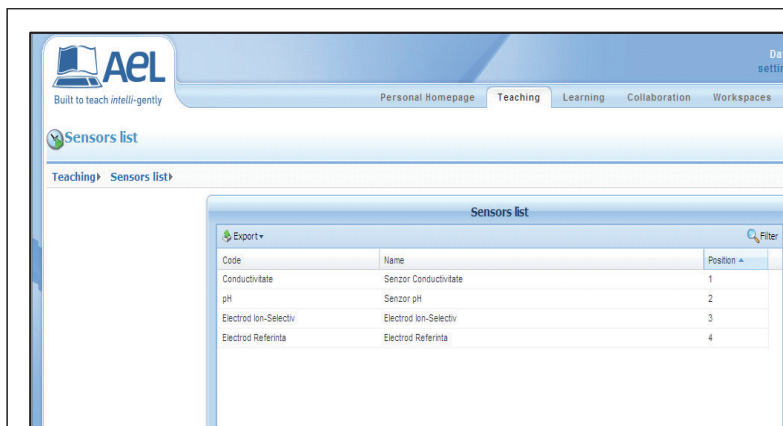 AeL
Built to teach intelli-gently
Da
settin
Personal Homepage Teaching Learning Collaboration Workspaces
Sensors list
Teaching Sensors list
Sensors list
Export Filter
Code Name Position
Conductivitate Senzor Conductivitate 1
pH Senzor pH 2
Electrod Ion-Selectiv Electrod Ion-Selectiv 3
Electrod Referinta Electrod Referinta 4